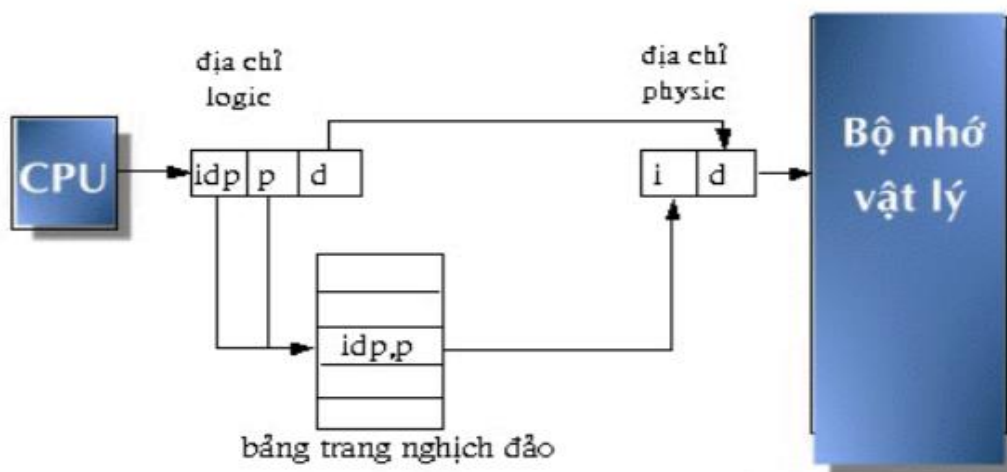 địa chỉ
logic
địa chỉ
physic
CPU
idp p d
i d
Bộ nhớ
vật lý
idp,p
bảng trang nghịch đảo